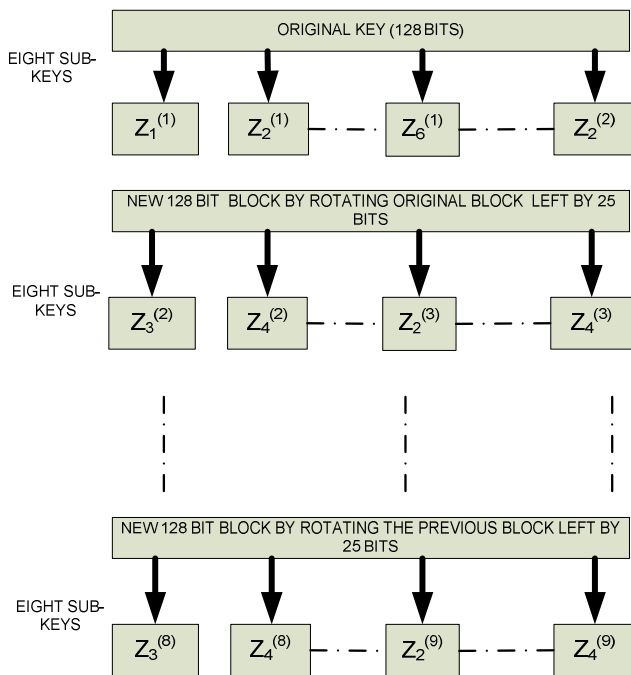 ORIGINAL KEY (128 BITS)
EIGHT SUB-
KEYS
Z₁⁽¹⁾ Z₂⁽¹⁾ Z₆⁽¹⁾ Z₂⁽²⁾
NEW 128 BIT BLOCK BY ROTATING ORIGINAL BLOCK LEFT BY 25
BITS
EIGHT SUB-
KEYS
Z₃⁽²⁾ Z₄⁽²⁾ Z₂⁽³⁾ Z₄⁽³⁾
NEW 128 BIT BLOCK BY ROTATING THE PREVIOUS BLOCK LEFT BY
25 BITS
EIGHT SUB-
KEYS
Z₃⁽⁸⁾ Z₄⁽⁸⁾ Z₂⁽⁹⁾ Z₄⁽⁹⁾